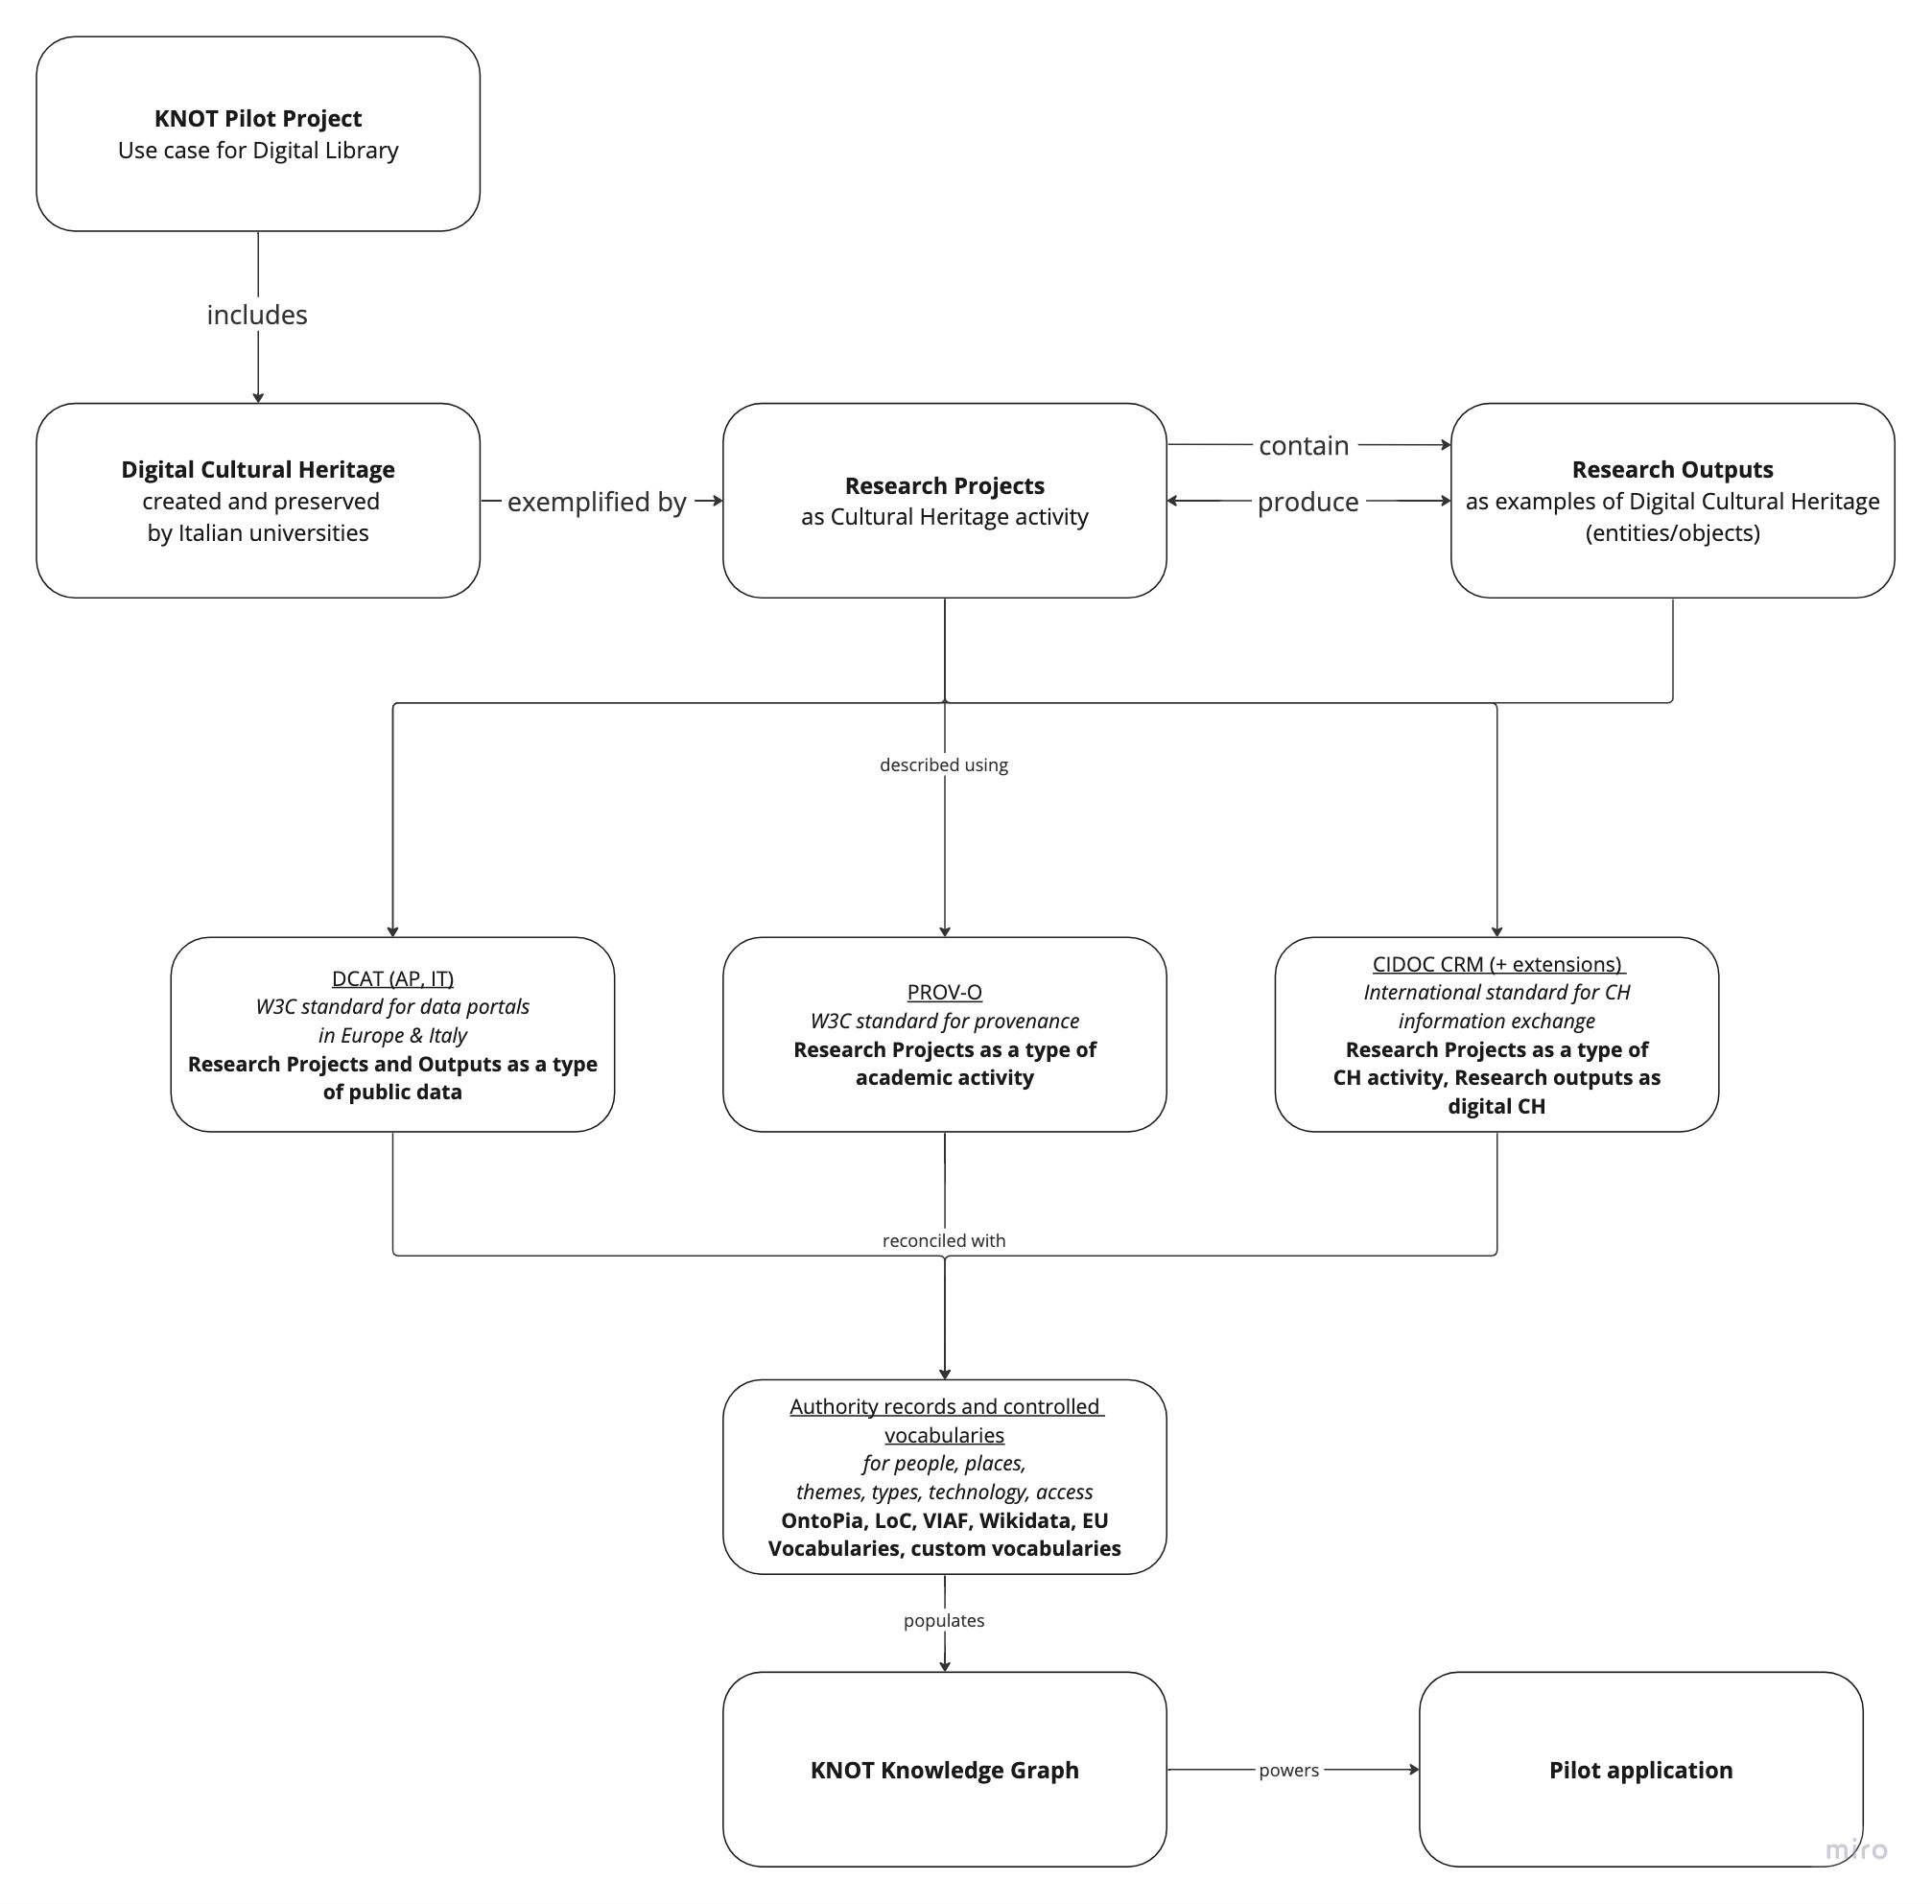 KNOT Pilot Project
Use case for Digital Library
includes
Digital Cultural Heritage
created and preserved
by Italian universities
exemplified by
Research Projects
as Cultural Heritage activity
contain
produce
Research Outputs
as examples of Digital Cultural Heritage
(entities/objects)
described using
DCAT (AP, IT)
W3C standard for data portals
in Europe & Italy
Research Projects and Outputs as a type
of public data
PROV-O
W3C standard for provenance
Research Projects as a type of
academic activity
CIDOC CRM (+ extensions)
International standard for CH
information exchange
Research Projects as a type of
CH activity, Research outputs as
digital CH
reconciled with
Authority records and controlled
vocabularies
for people, places,
themes, types, technology, access
OntoPia, LoC, VIAF, Wikidata, EU
Vocabularies, custom vocabularies
populates
KNOT Knowledge Graph
powers
Pilot application
miro